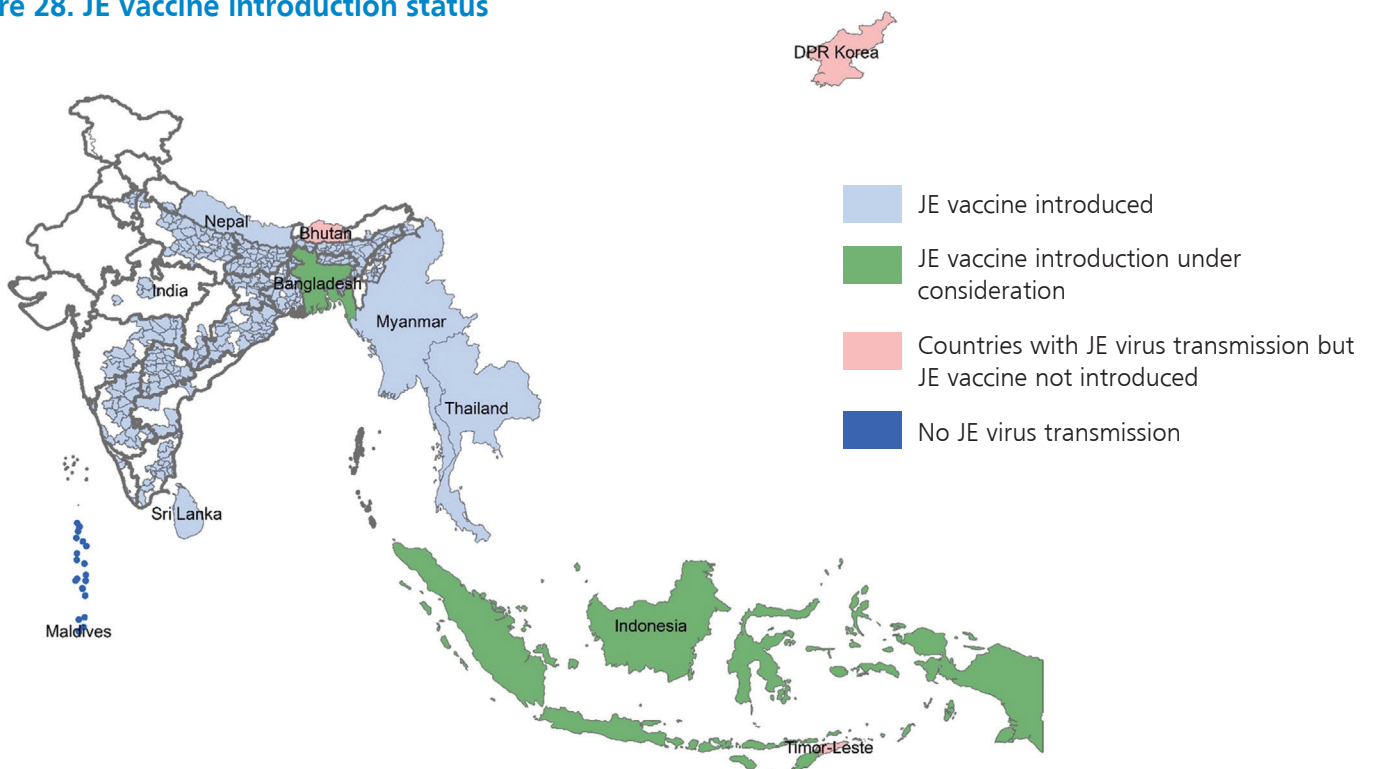 re 28. JE vaccine introduction status
DPR Korea
Nepal
Bhutan
India
Bangladesh
Myanmar
Thailand
Sri Lanka
Maldives
Indonesia
Timor-Leste
JE vaccine introduced
JE vaccine introduction under
consideration
Countries with JE virus transmission but
JE vaccine not introduced
No JE virus transmission